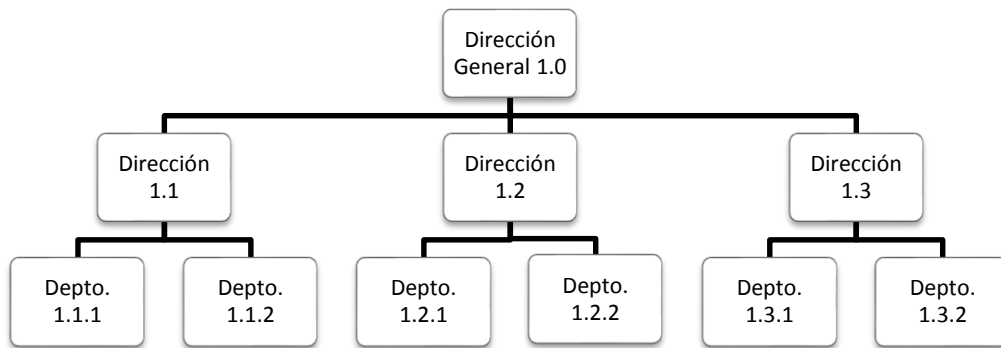 Dirección
General 1.0
Dirección
1.1
Dirección
1.2
Dirección
1.3
Depto.
1.1.1
Depto.
1.1.2
Depto.
1.2.1
Depto.
1.2.2
Depto.
1.3.1
Depto.
1.3.2